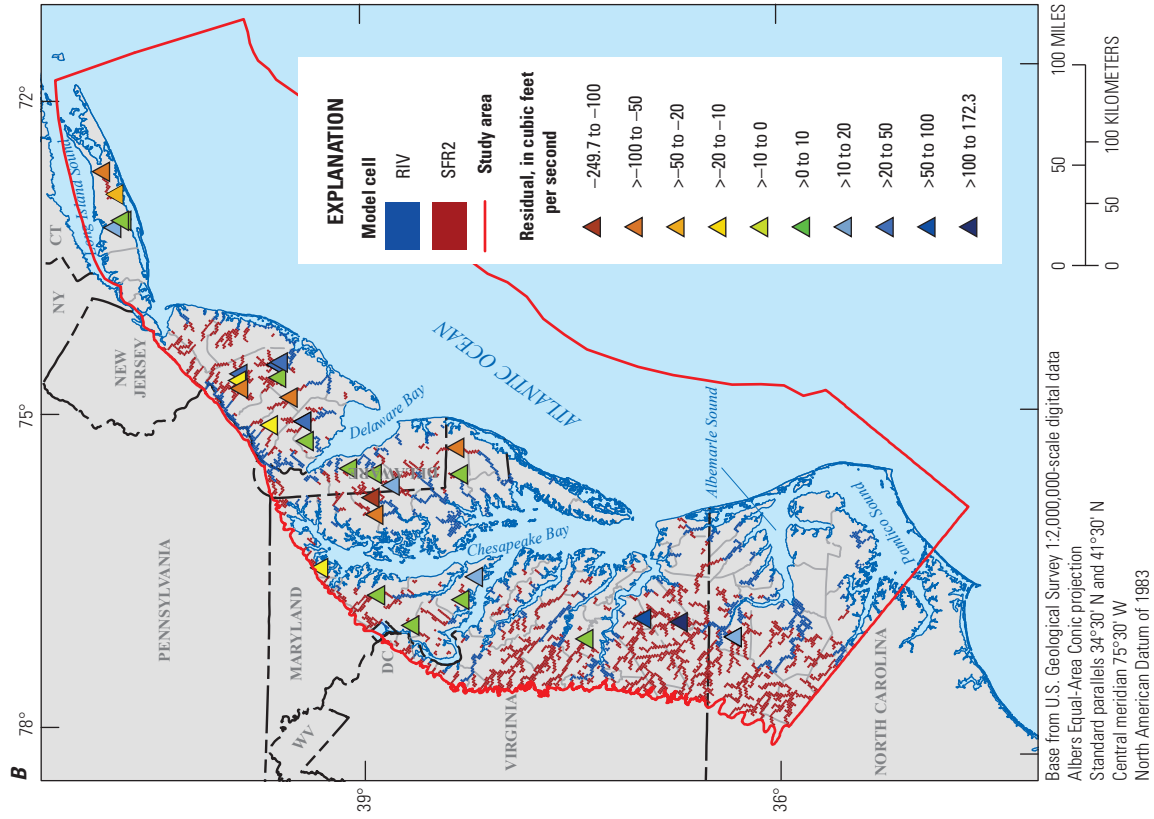 B
78°
75°
72°
39°
36°
PENNSYLVANIA
NEW
JERSEY
NY
CT
Long Island Sound
WV
MARYLAND
DC
DELAWARE
Delaware Bay
Chesapeake Bay
ATLANTIC OCEAN
VIRGINIA
Albemarle Sound
Pamlico Sound
NORTH CAROLINA
EXPLANATION
Model cell
RIV
SFR2
Study area
Residual, in cubic feet
per second
−249.7 to −100
>−100 to −50
>−50 to −20
>−20 to −10
>−10 to 0
>0 to 10
>10 to 20
>20 to 50
>50 to 100
>100 to 172.3
0 50 100 MILES
0 50 100 KILOMETERS
Base from U.S. Geological Survey 1:2,000,000-scale digital data
Albers Equal-Area Conic projection
Standard parallels 34°30' N and 41°30' N
Central meridian 75°30' W
North American Datum of 1983